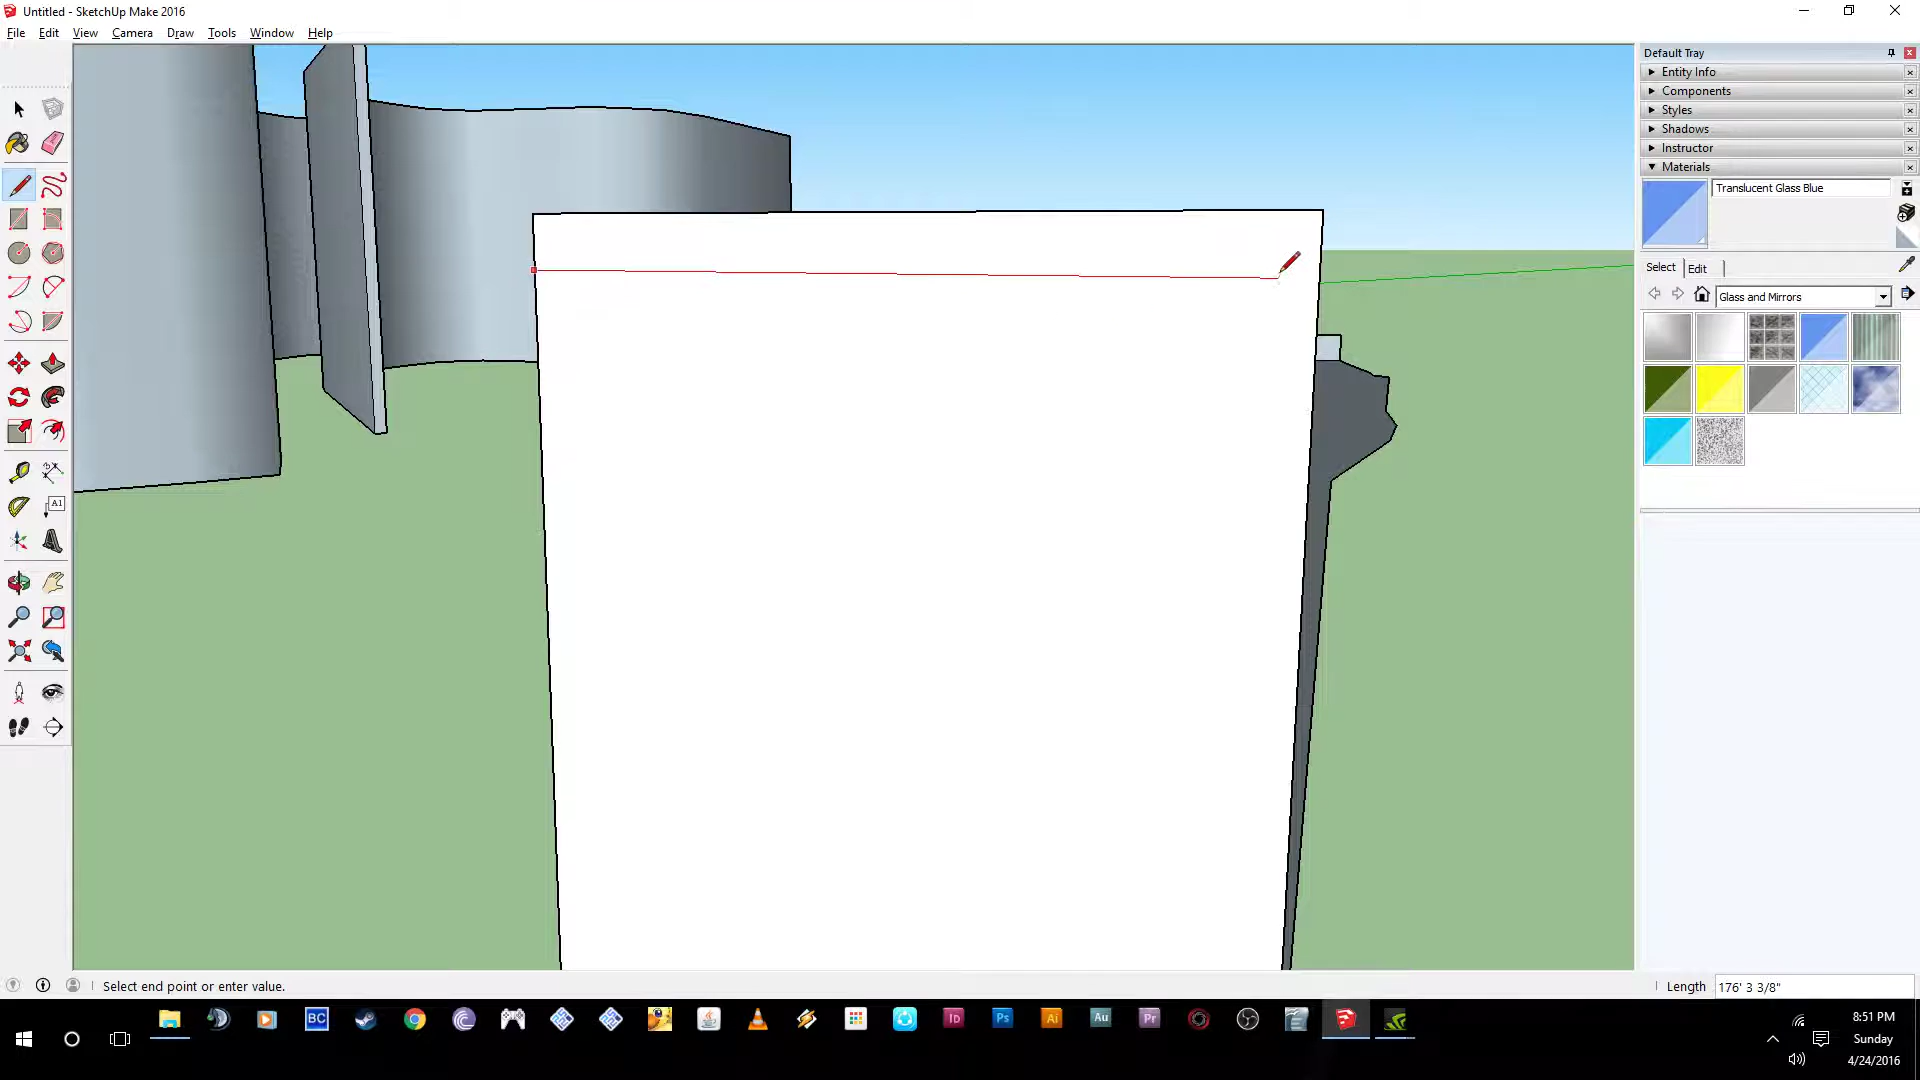 Untitled - SketchUp Make 2016
File Edit View Camera Draw Tools Window Help
Default Tray
Entity Info
Components
Styles
Shadows
Instructor
Materials
Translucent Glass Blue
Select Edit
Glass and Mirrors
A1
Select end point or enter value.
Length 176' 3 3/8"
BC Id Ps Ai Au Pr
8:51 PM
Sunday
4/24/2016